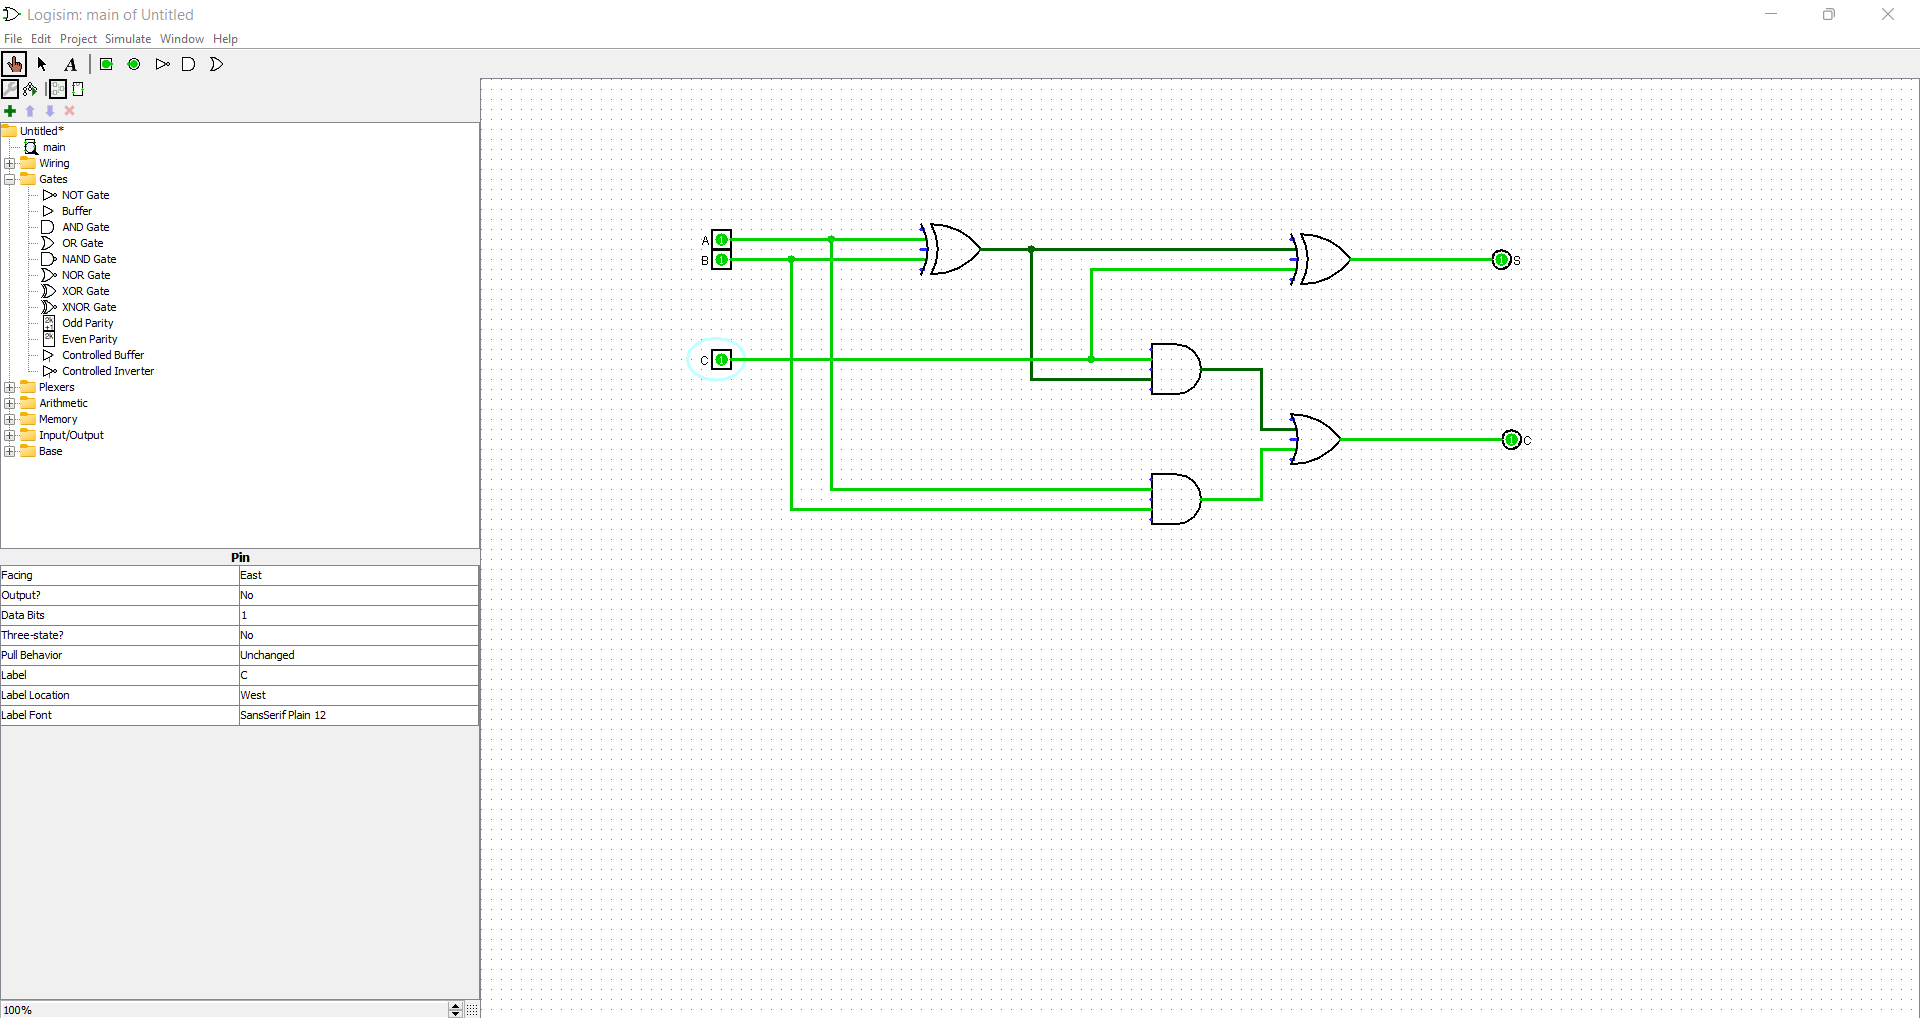 Logisim: main of Untitled
File Edit Project Simulate Window Help
A
Untitled*
main
Wiring
Gates
NOT Gate
Buffer
AND Gate
OR Gate
NAND Gate
NOR Gate
XOR Gate
XNOR Gate
2k+1 Odd Parity
2k Even Parity
Controlled Buffer
Controlled Inverter
Plexers
Arithmetic
Memory
Input/Output
Base
Pin
Facing East
Output? No
Data Bits 1
Three-state? No
Pull Behavior Unchanged
Label C
Label Location West
Label Font SansSerif Plain 12
100%
A 1
B 1
1 S
C 1
1 C